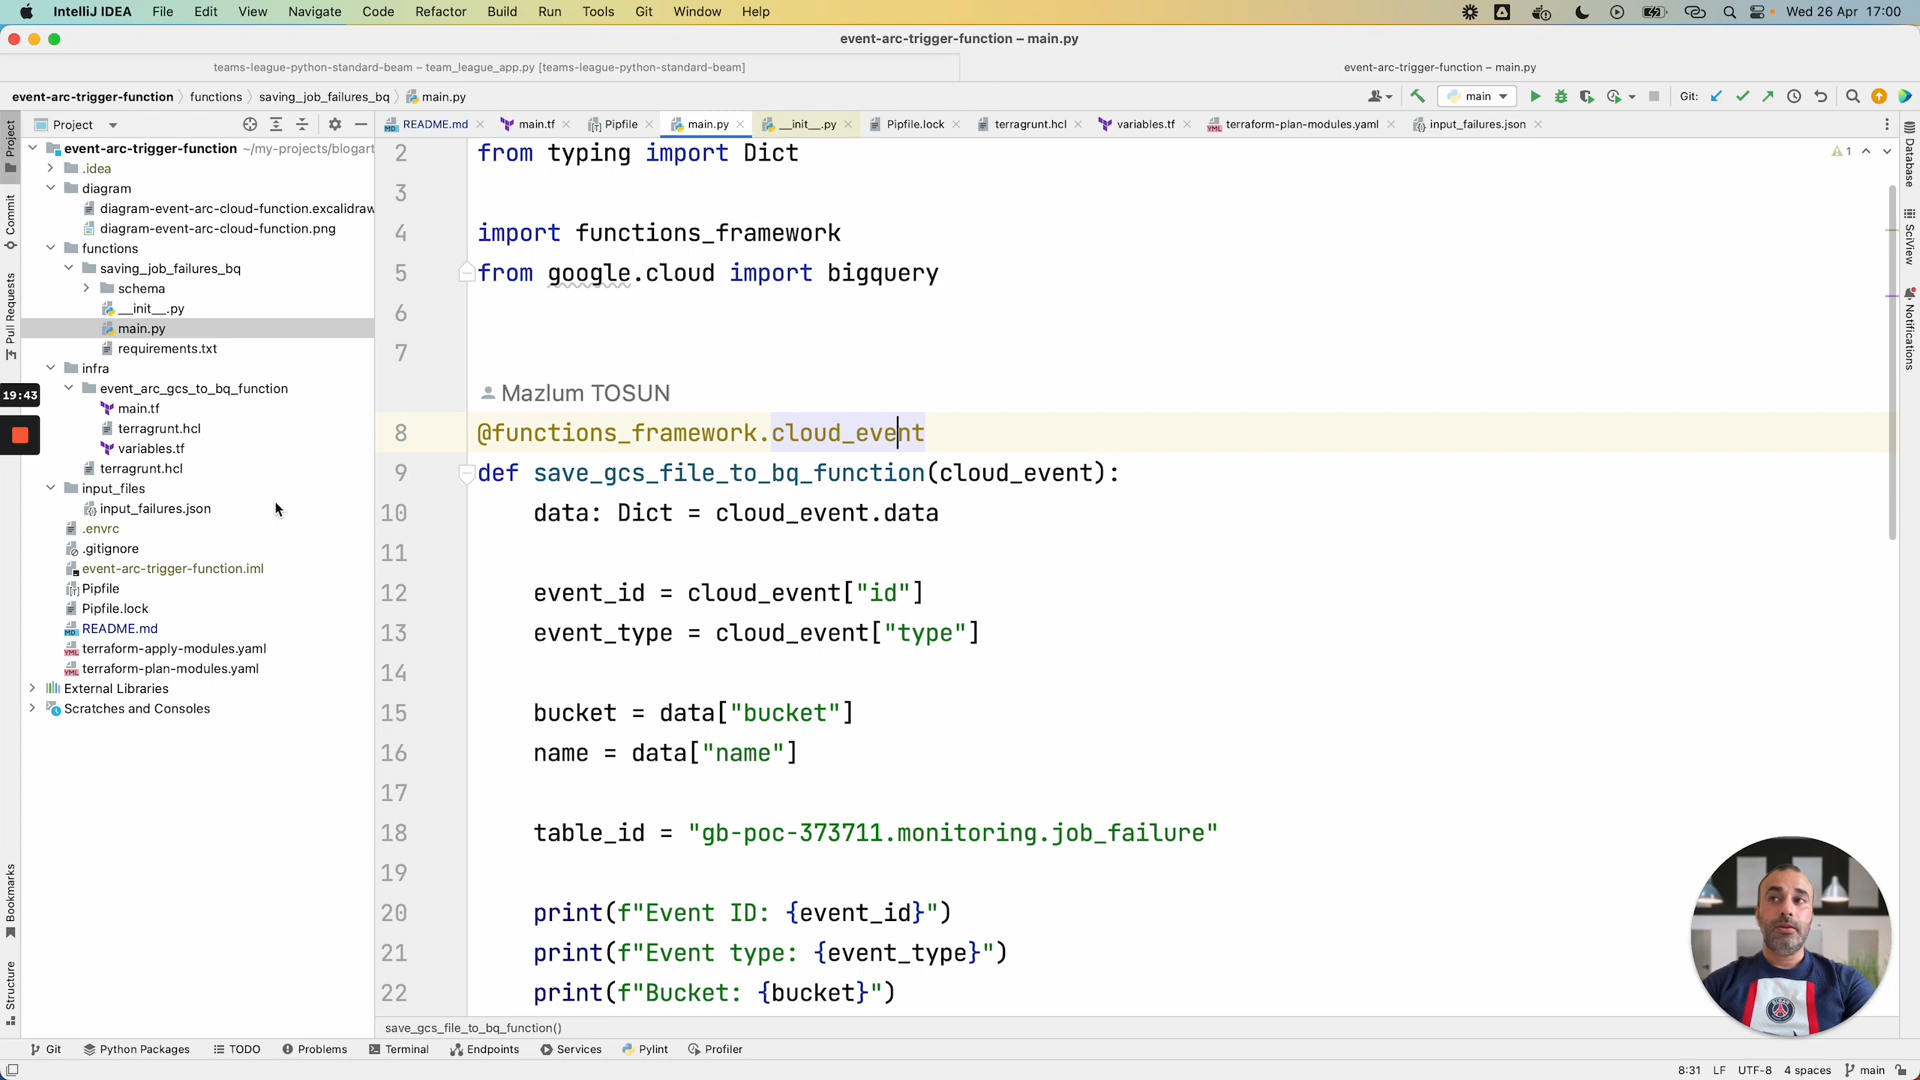 IntelliJ IDEA File Edit View Navigate Code Refactor Build Run Tools Git Window Help Wed 26 Apr 17:00
event-arc-trigger-function – main.py
teams-league-python-standard-beam – team_league_app.py [teams-league-python-standard-beam] event-arc-trigger-function – main.py
event-arc-trigger-function functions saving_job_failures_bq main.py main Git:
Project README.md main.tf Pipfile main.py __init__.py Pipfile.lock terragrunt.hcl variables.tf terraform-plan-modules.yaml input_failures.json
event-arc-trigger-function ~/my-projects/blogart
.idea
diagram
diagram-event-arc-cloud-function.excalidraw
diagram-event-arc-cloud-function.png
functions
saving_job_failures_bq
schema
__init__.py
main.py
requirements.txt
infra
event_arc_gcs_to_bq_function
main.tf
terragrunt.hcl
variables.tf
terragrunt.hcl
input_files
input_failures.json
.envrc
.gitignore
event-arc-trigger-function.iml
Pipfile
Pipfile.lock
README.md
terraform-apply-modules.yaml
terraform-plan-modules.yaml
External Libraries
Scratches and Consoles
19:43
Project
Commit
Pull Requests
Bookmarks
Structure
2 from typing import Dict
3
4 import functions_framework
5 from google.cloud import bigquery
6
7
Mazlum TOSUN
8 @functions_framework.cloud_event
9 def save_gcs_file_to_bq_function(cloud_event):
10 data: Dict = cloud_event.data
11
12 event_id = cloud_event["id"]
13 event_type = cloud_event["type"]
14
15 bucket = data["bucket"]
16 name = data["name"]
17
18 table_id = "gb-poc-373711.monitoring.job_failure"
19
20 print(f"Event ID: {event_id}")
21 print(f"Event type: {event_type}")
22 print(f"Bucket: {bucket}")
1
Database
SciView
Notifications
save_gcs_file_to_bq_function()
Git Python Packages TODO Problems Terminal Endpoints Services Pylint Profiler
8:31 LF UTF-8 4 spaces main